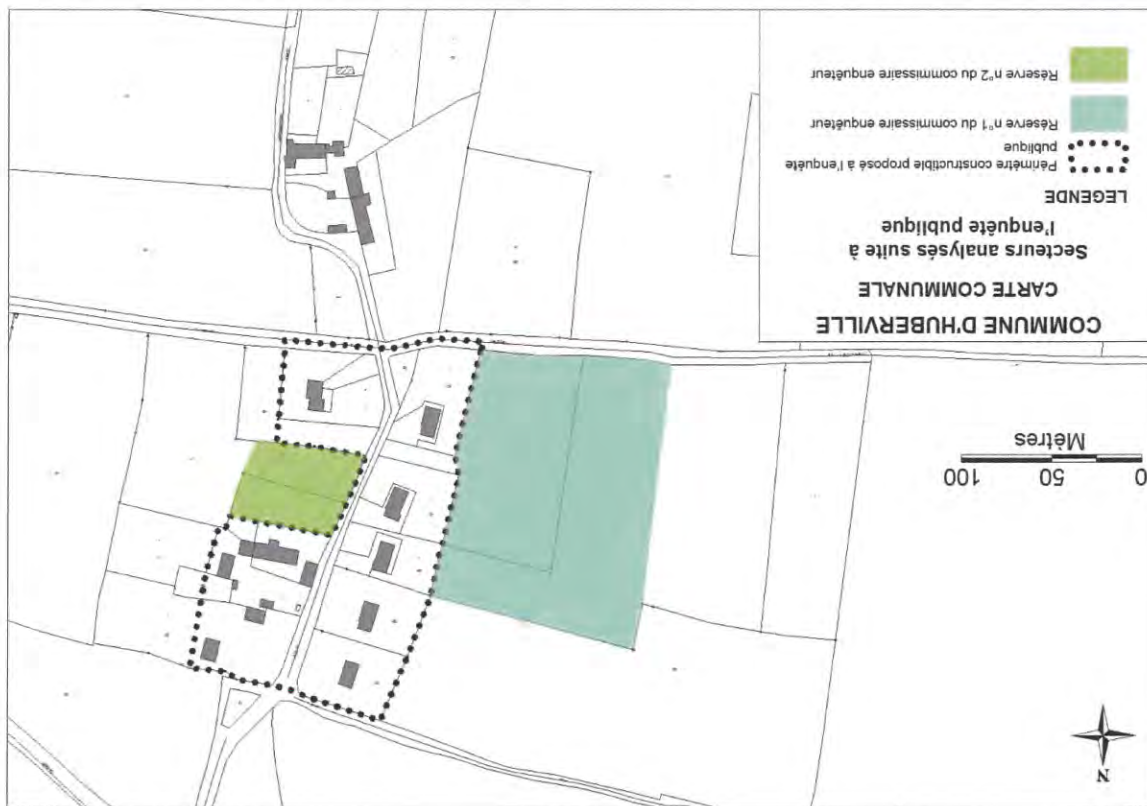 COMMUNE D'HUBERVILLE
CARTE COMMUNALE
Secteurs analysés suite à
l'enquête publique
LEGENDE
Périmètre constructible proposé à l'enquête
publique
Réserve n°1 du commissaire enquêteur
Réserve n°2 du commissaire enquêteur
0 50 100
Mètres
N